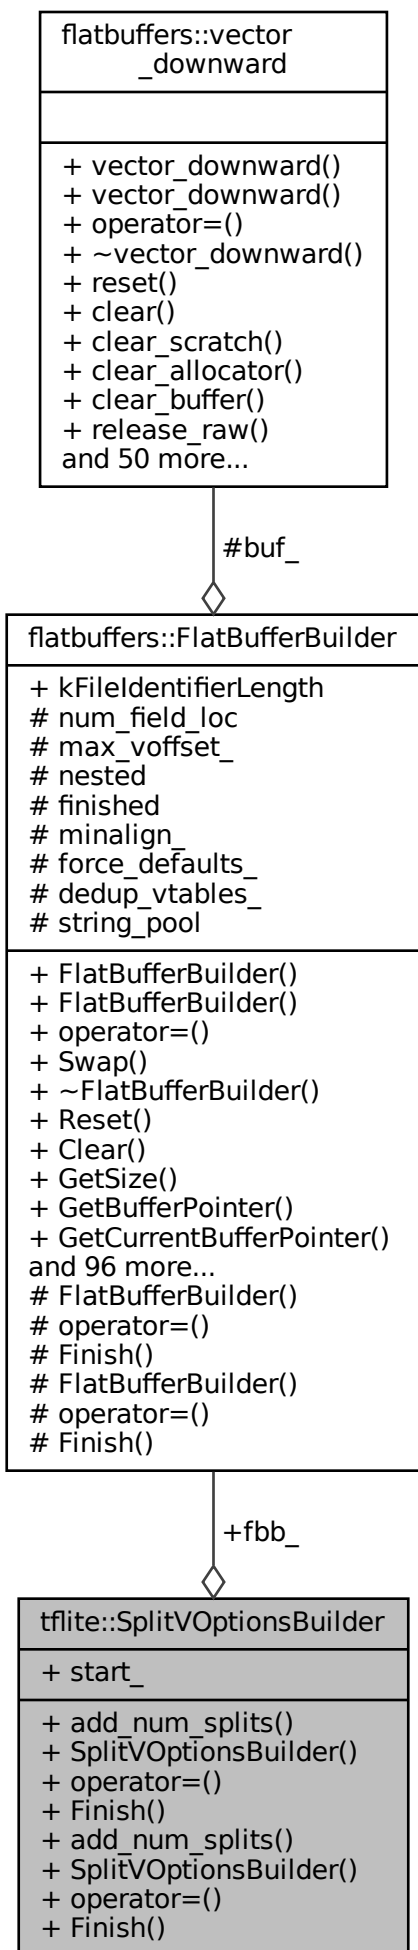 flatbuffers::vector
_downward
+ vector_downward()
+ vector_downward()
+ operator=()
+ ~vector_downward()
+ reset()
+ clear()
+ clear_scratch()
+ clear_allocator()
+ clear_buffer()
+ release_raw()
and 50 more...
#buf_
flatbuffers::FlatBufferBuilder
+ kFileIdentifierLength
# num_field_loc
# max_voffset_
# nested
# finished
# minalign_
# force_defaults_
# dedup_vtables_
# string_pool
+ FlatBufferBuilder()
+ FlatBufferBuilder()
+ operator=()
+ Swap()
+ ~FlatBufferBuilder()
+ Reset()
+ Clear()
+ GetSize()
+ GetBufferPointer()
+ GetCurrentBufferPointer()
and 96 more...
# FlatBufferBuilder()
# operator=()
# Finish()
# FlatBufferBuilder()
# operator=()
# Finish()
+fbb_
tflite::SplitVOptionsBuilder
+ start_
+ add_num_splits()
+ SplitVOptionsBuilder()
+ operator=()
+ Finish()
+ add_num_splits()
+ SplitVOptionsBuilder()
+ operator=()
+ Finish()